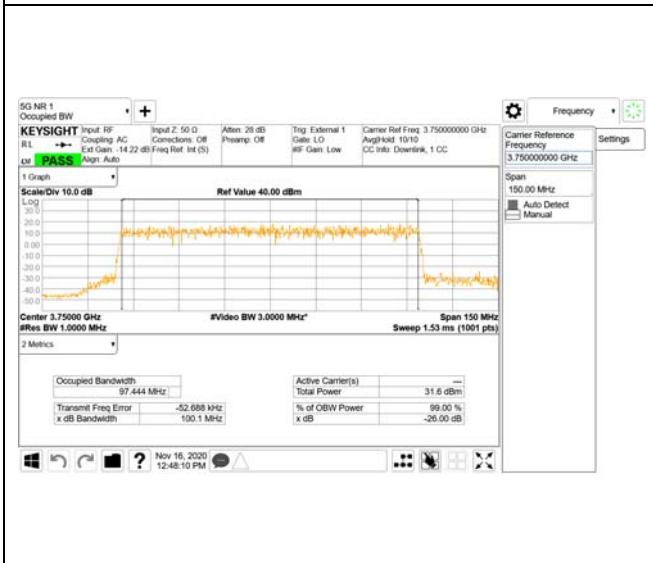 5G NR 1
Occupied BW
+
Frequency
KEYSIGHT Input: RF Input Z: 50 Ω Atten: 28 dB Trig: External 1 Carrier Ref Freq: 3.750000000 GHz
RL Coupling: AC Corrections: Off Preamp: Off Gate: LO Avg|Hold: 10/10
Ext Gain: -14.22 dB Freq Ref: Int (S) #IF Gain: Low CC Info: Downlink, 1 CC
PASS Align: Auto
Carrier Reference
Frequency
3.750000000 GHz
Settings
Span
150.00 MHz
Auto Detect
Manual
1 Graph
Scale/Div 10.0 dB Ref Value 40.00 dBm
Log
30.0
20.0
10.0
0.00
-10.0
-20.0
-30.0
-40.0
-50.0
Center 3.75000 GHz #Video BW 3.0000 MHz* Span 150 MHz
#Res BW 1.0000 MHz Sweep 1.53 ms (1001 pts)
2 Metrics
Occupied Bandwidth
97.444 MHz
Transmit Freq Error -52.688 kHz
x dB Bandwidth 100.1 MHz
Active Carrier(s) ---
Total Power 31.6 dBm
% of OBW Power 99.00 %
x dB -26.00 dB
? Nov 16, 2020
12:48:10 PM